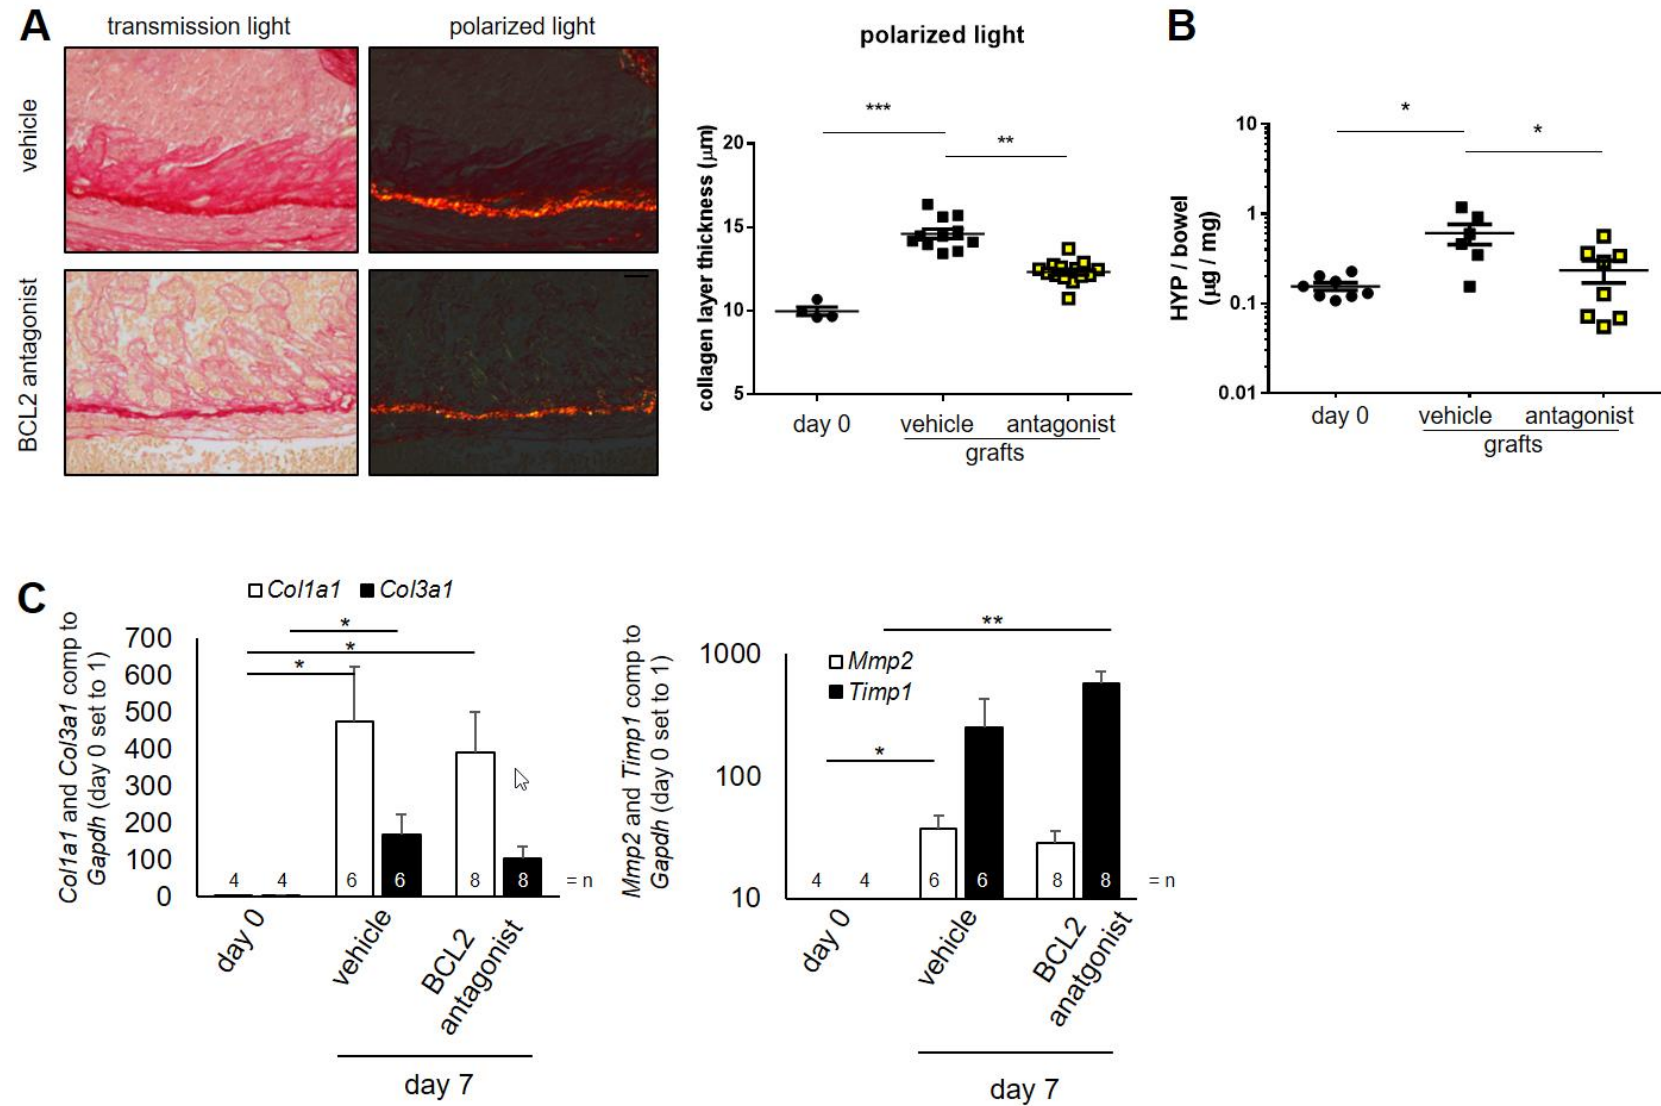 A
transmission light
polarized light
vehicle
BCL2 antagonist
polarized light
collagen layer thickness (μm)
20
15
10
5
***
**
day 0
vehicle
antagonist
grafts
B
HYP / bowel
(μg / mg)
10
1
0.1
0.01
*
*
day 0
vehicle
antagonist
grafts
C
Col1a1 Col3a1
Col1a1 and Col3a1 comp to
Gapdh (day 0 set to 1)
700
600
500
400
300
200
100
0
*
*
*
4 4 6 6 8 8 = n
day 0
vehicle
BCL2
antagonist
day 7
Mmp2 and Timp1 comp to
Gapdh (day 0 set to 1)
1000
100
10
Mmp2
Timp1
**
*
4 4 6 6 8 8 = n
day 0
vehicle
BCL2
anatgonist
day 7